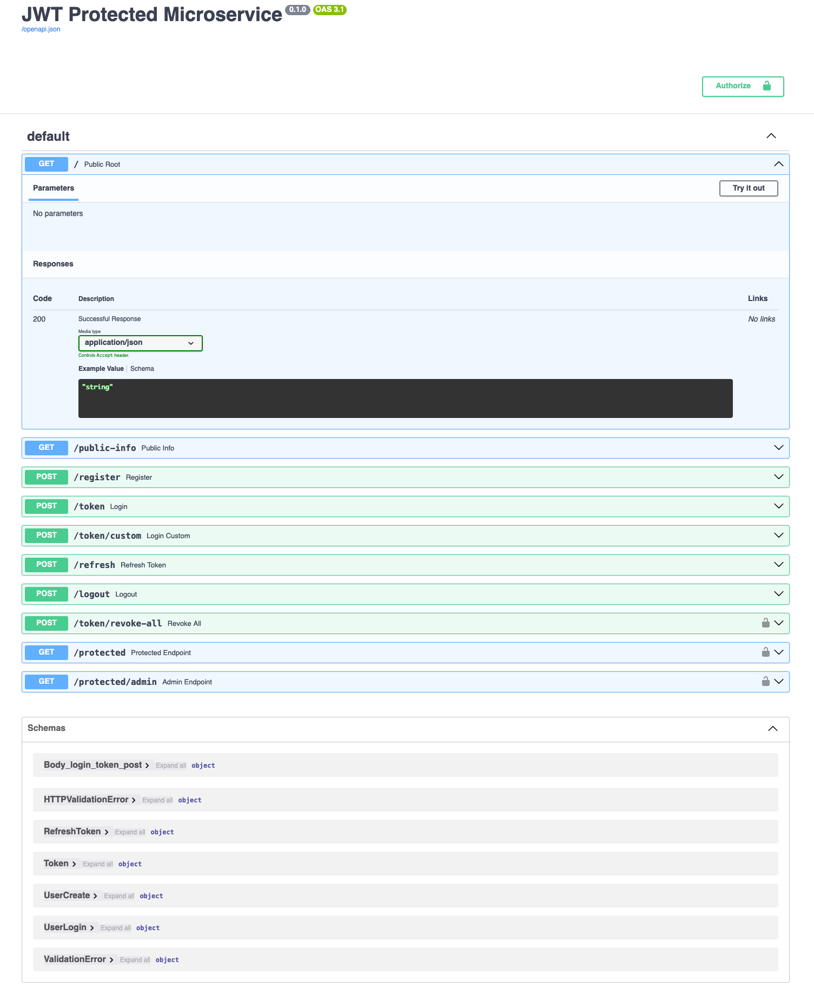 JWT Protected Microservice 0.1.0 OAS 3.1
/openapi.json
Authorize
default
GET / Public Root
Parameters Try it out
No parameters
Responses
Code Description Links
200 Successful Response No links
Media type
application/json
Controls Accept header.
Example Value Schema
"string"
GET /public-info Public Info
POST /register Register
POST /token Login
POST /token/custom Login Custom
POST /refresh Refresh Token
POST /logout Logout
POST /token/revoke-all Revoke All
GET /protected Protected Endpoint
GET /protected/admin Admin Endpoint
Schemas
Body_login_token_post Expand all object
HTTPValidationError Expand all object
RefreshToken Expand all object
Token Expand all object
UserCreate Expand all object
UserLogin Expand all object
ValidationError Expand all object